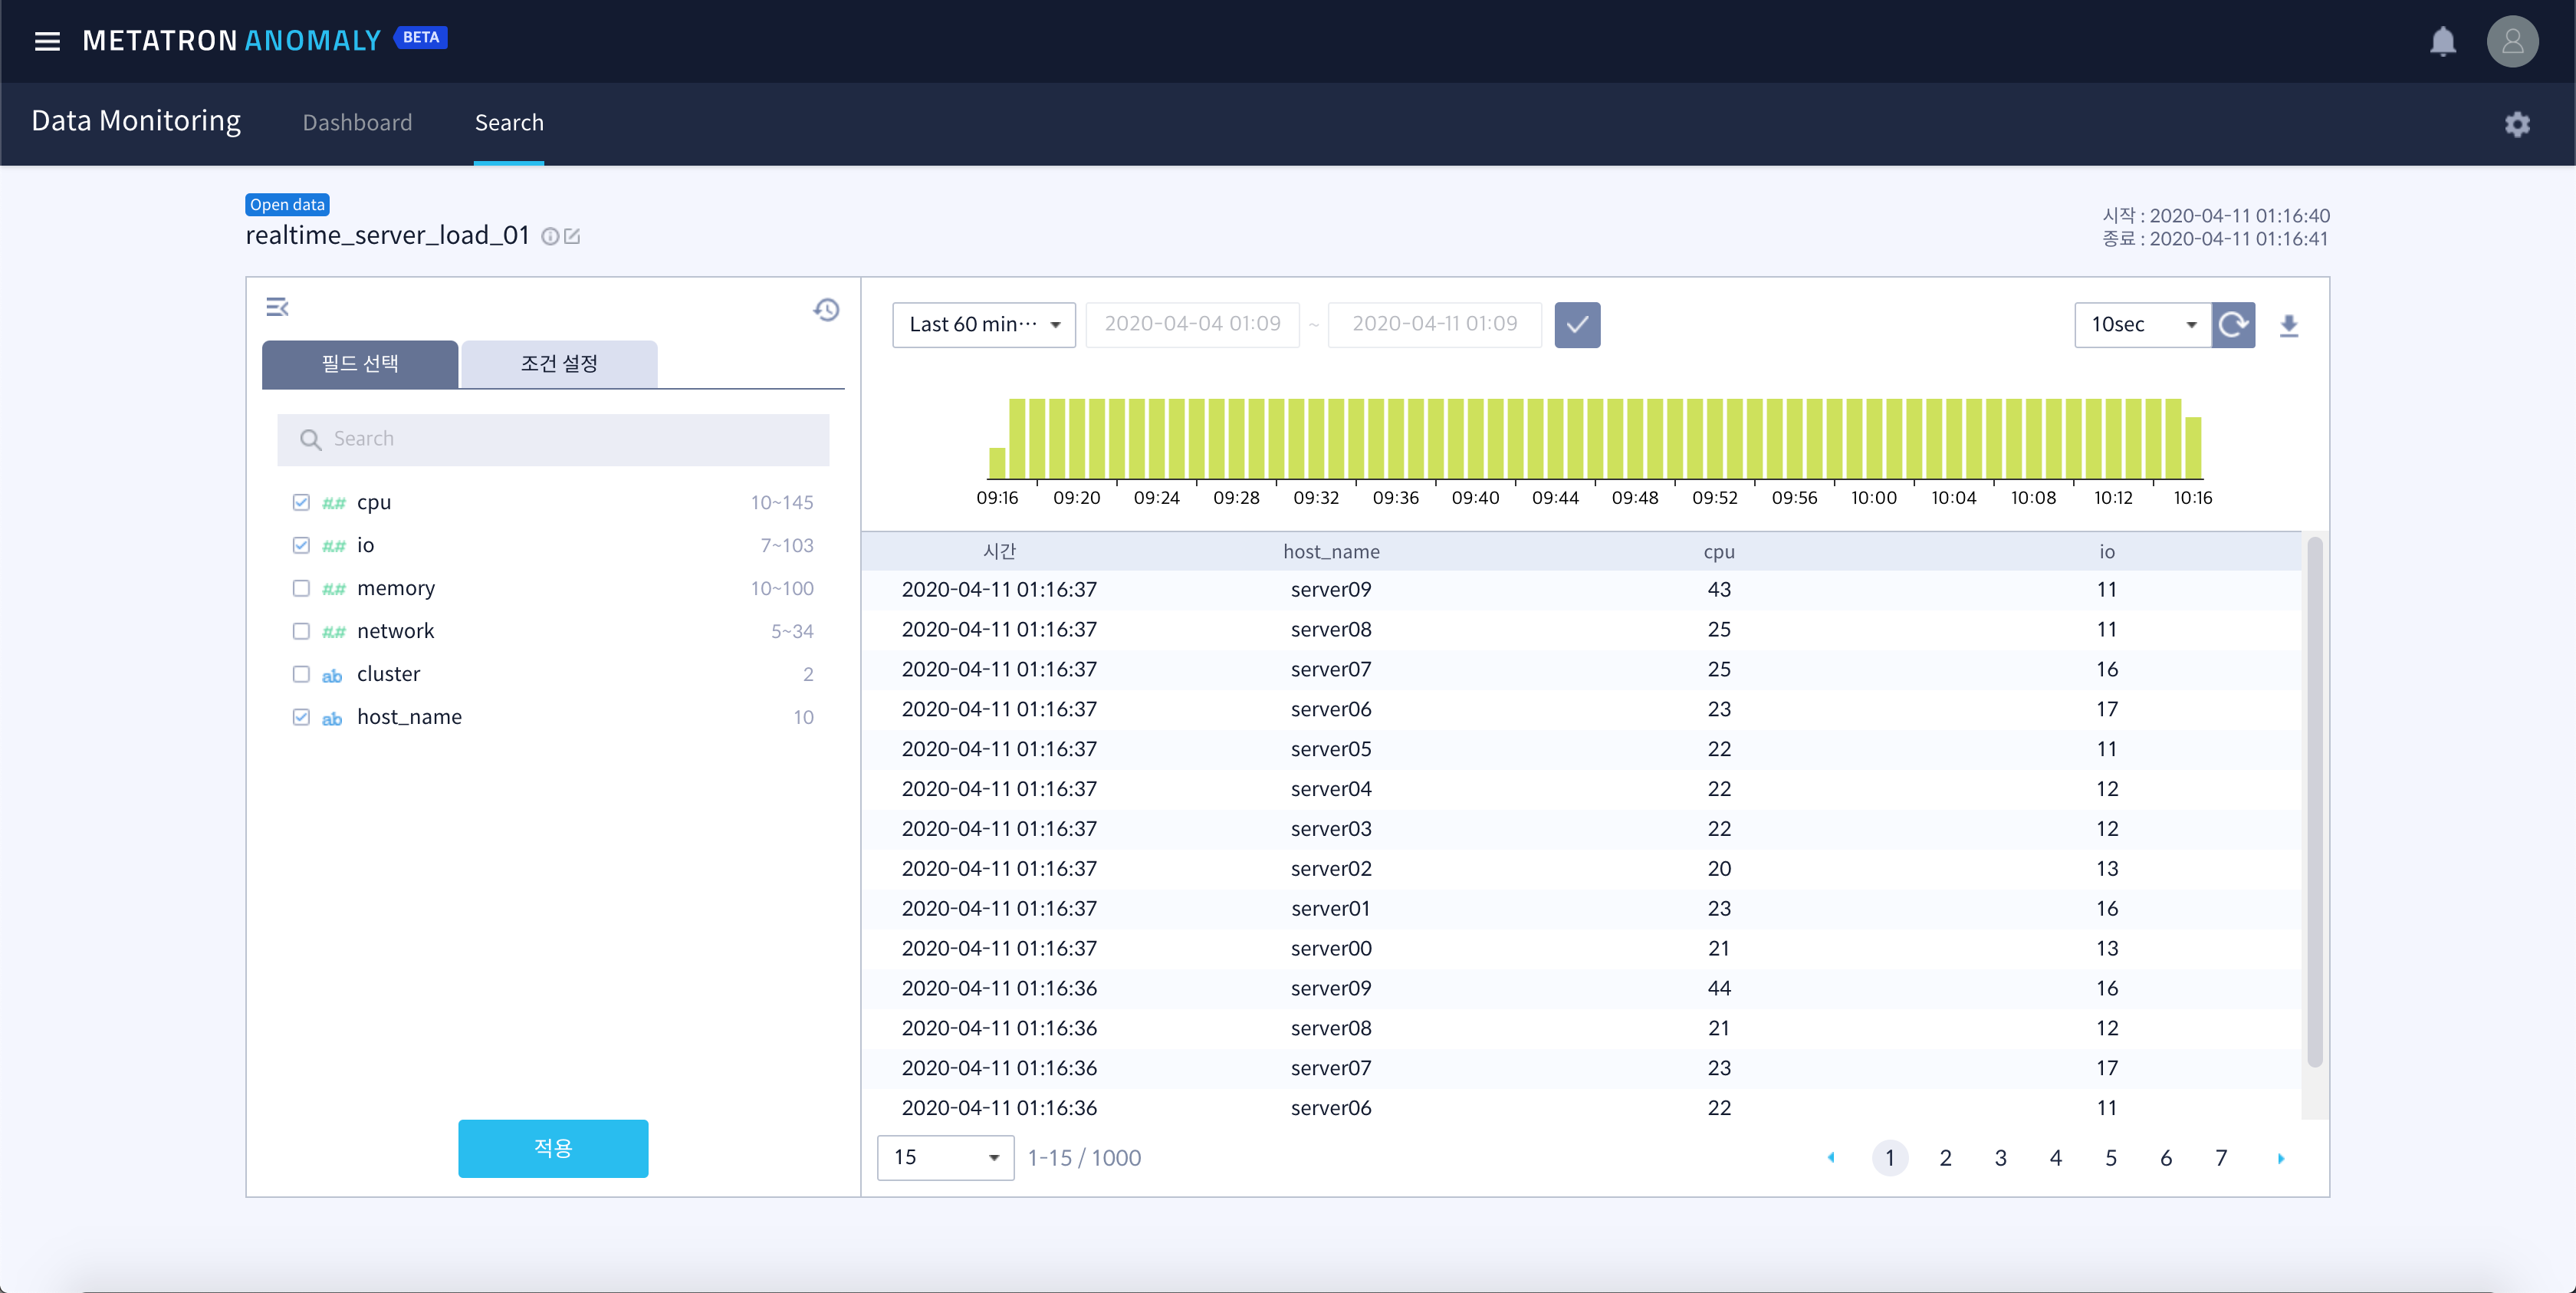 METATRON ANOMALY BETA
Data Monitoring Dashboard Search
Open data
realtime_server_load_01
시작 : 2020-04-11 01:16:40
종료 : 2020-04-11 01:16:41
필드 선택 조건 설정
Search
## cpu 10~145
## io 7~103
## memory 10~100
## network 5~34
ab cluster 2
ab host_name 10
적용
Last 60 min… 2020-04-04 01:09 ~ 2020-04-11 01:09 10sec
09:16 09:20 09:24 09:28 09:32 09:36 09:40 09:44 09:48 09:52 09:56 10:00 10:04 10:08 10:12 10:16
시간 host_name cpu io
2020-04-11 01:16:37 server09 43 11
2020-04-11 01:16:37 server08 25 11
2020-04-11 01:16:37 server07 25 16
2020-04-11 01:16:37 server06 23 17
2020-04-11 01:16:37 server05 22 11
2020-04-11 01:16:37 server04 22 12
2020-04-11 01:16:37 server03 22 12
2020-04-11 01:16:37 server02 20 13
2020-04-11 01:16:37 server01 23 16
2020-04-11 01:16:37 server00 21 13
2020-04-11 01:16:36 server09 44 16
2020-04-11 01:16:36 server08 21 12
2020-04-11 01:16:36 server07 23 17
2020-04-11 01:16:36 server06 22 11
15 1-15 / 1000 1 2 3 4 5 6 7